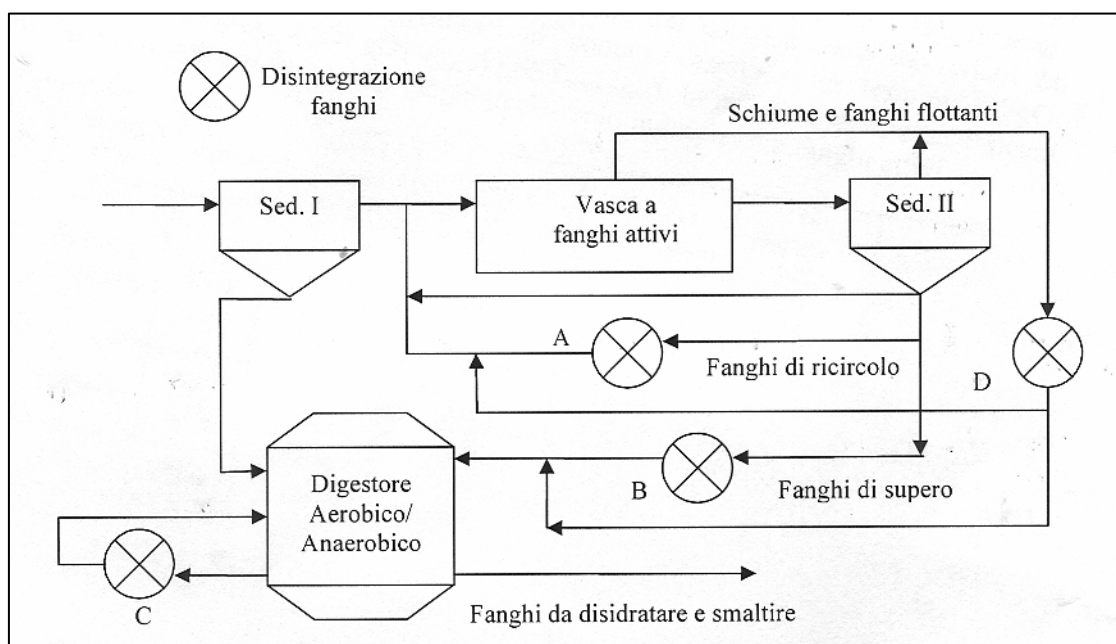 Disintegrazione
fanghi
Schiume e fanghi flottanti
Sed. I
Vasca a
fanghi attivi
Sed. II
A
Fanghi di ricircolo
D
B
Fanghi di supero
Digestore
Aerobico/
Anaerobico
C
Fanghi da disidratare e smaltire